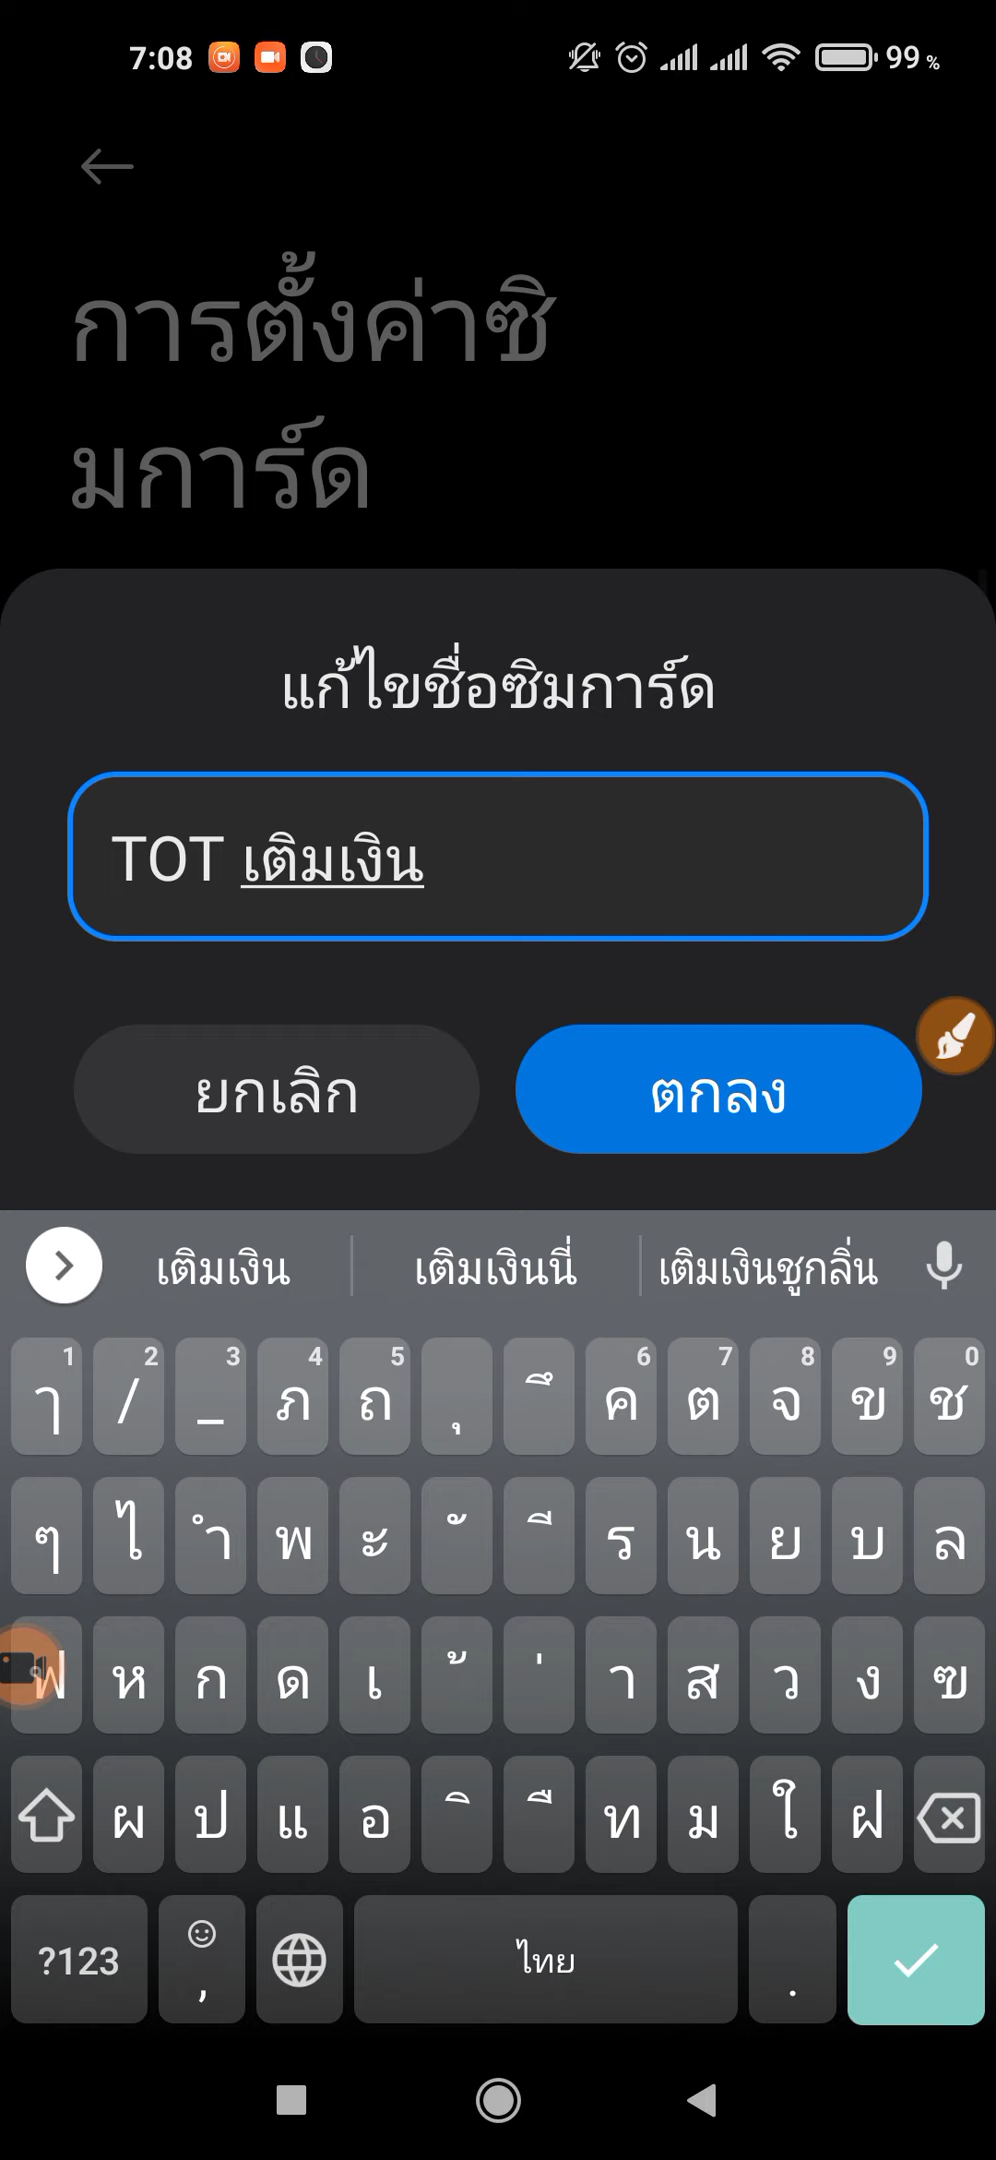 7:08 99 %
การตั้งค่าซิ
มการ์ด
แก้ไขชื่อซิมการ์ด
TOT เติมเงิน
ยกเลิก ตกลง
เติมเงิน เติมเงินนี่ เติมเงินชูกลิ่น
1 2 3 4 5 6 7 8 9 0
ๅ / _ ภ ถ ุ ึ ค ต จ ข ช
ๆ ไ ำ พ ะ ั ี ร น ย บ ล
ฟ ห ก ด เ ้ ่ า ส ว ง ฃ
ผ ป แ อ ิ ื ท ม ใ ฝ
?123 , ไทย .